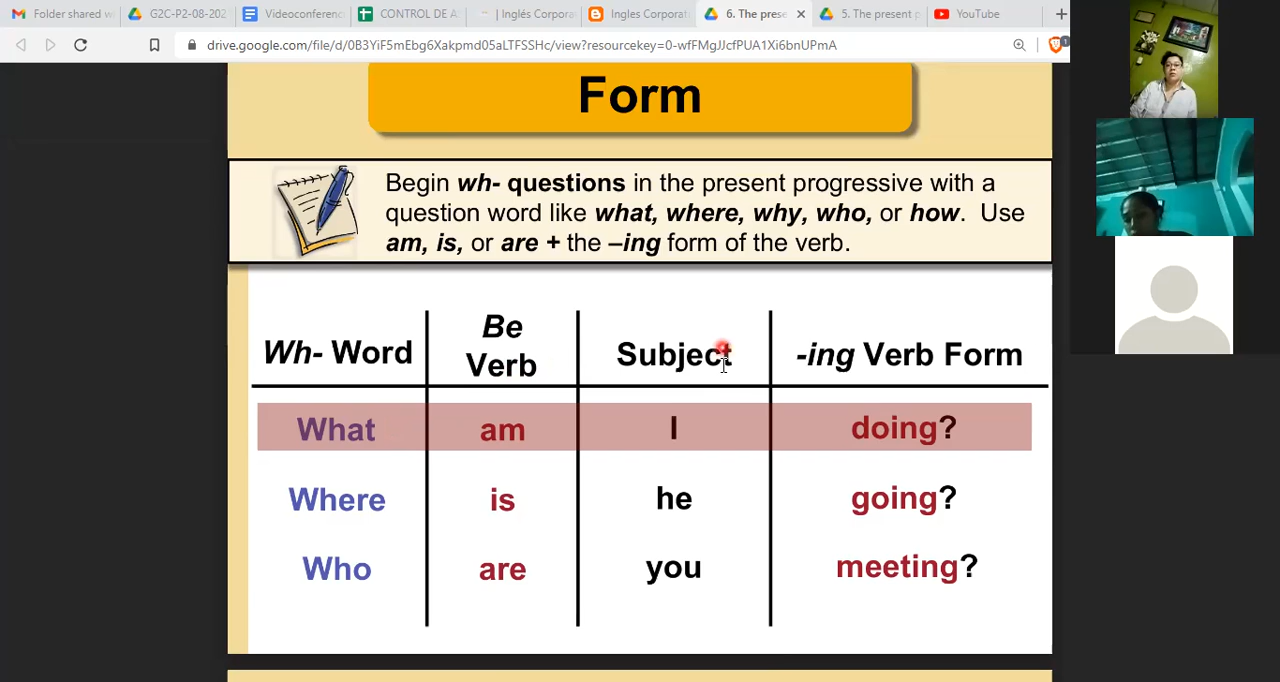 Folder shared w
G2C-P2-08-202
Videoconferenc
CONTROL DE A
| Inglés Corpora
Ingles Corporat
6. The prese
5. The present p
YouTube
drive.google.com/file/d/0B3YiF5mEbg6Xakpmd05aLTFSSHc/view?resourcekey=0-wfFMgJJcfPUA1Xi6bnUPmA
1
Form
Begin wh- questions in the present progressive with a
question word like what, where, why, who, or how. Use
am, is, or are + the –ing form of the verb.
Wh- Word Be Verb Subject -ing Verb Form
What am I doing?
Where is he going?
Who are you meeting?